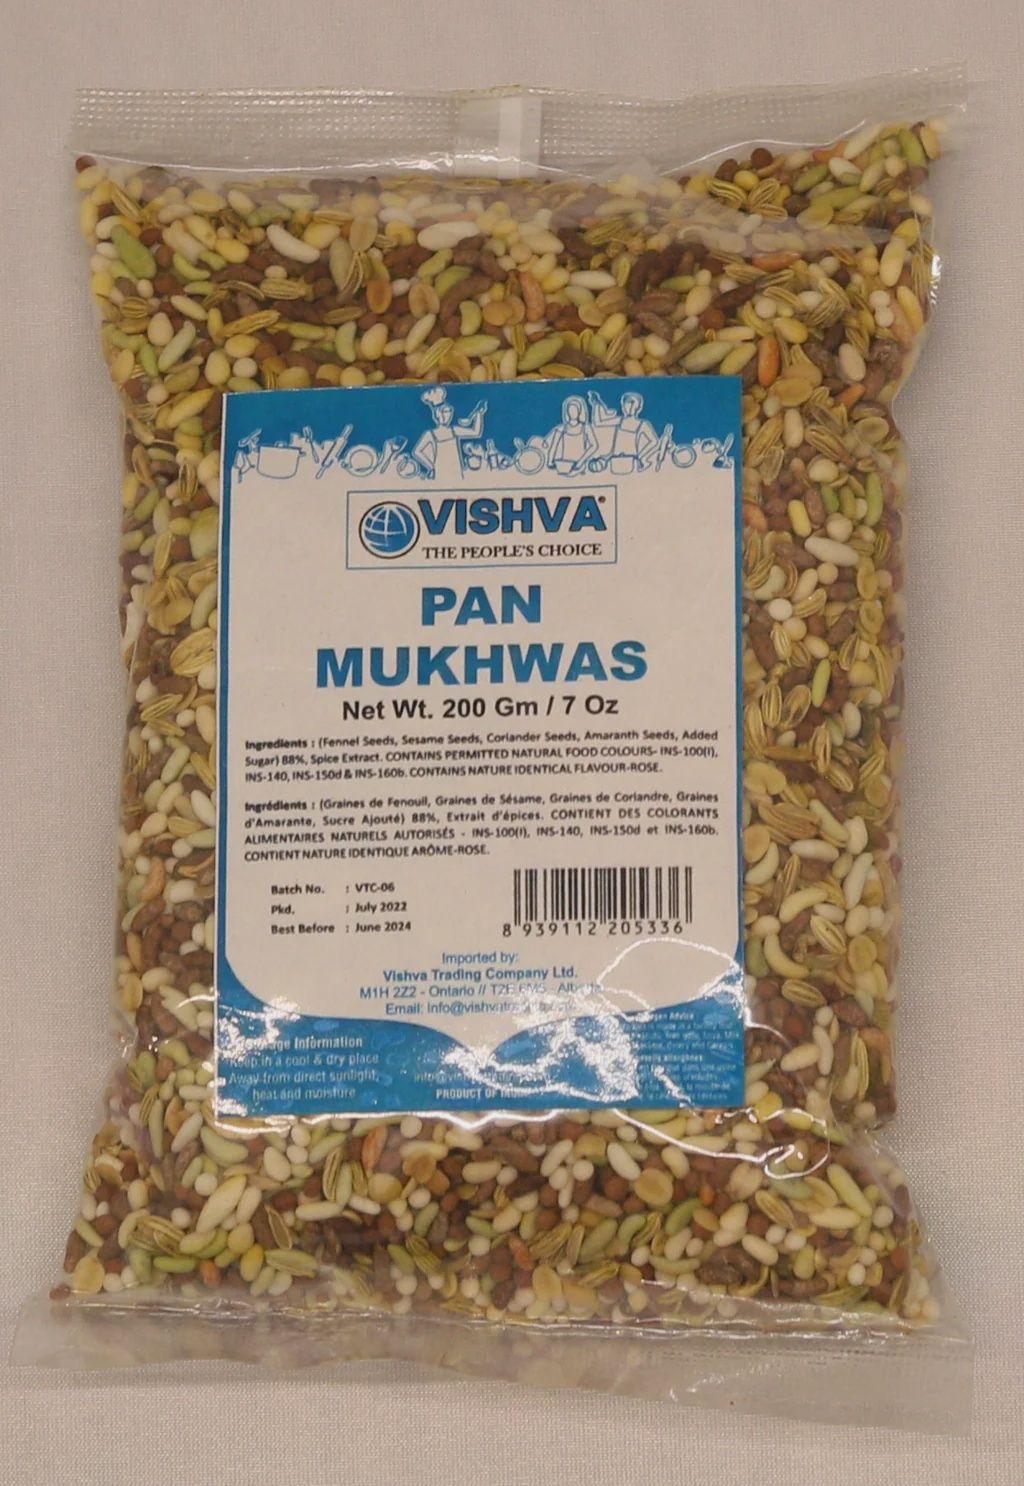 VISHVA®
THE PEOPLE'S CHOICE
PAN
MUKHWAS
Net Wt. 200 Gm / 7 Oz
Ingredients : (Fennel Seeds, Sesame Seeds, Coriander Seeds, Amaranth Seeds, Added
Sugar) 88%, Spice Extract. CONTAINS PERMITTED NATURAL FOOD COLOURS- INS-100(I),
INS-140, INS-150d & INS-160b. CONTAINS NATURE IDENTICAL FLAVOUR-ROSE.
Ingrédients : (Graines de Fenouil, Graines de Sésame, Graines de Coriandre, Graines
d'Amarante, Sucre Ajouté) 88%, Extrait d'épices. CONTIENT DES COLORANTS
ALIMENTAIRES NATURELS AUTORISÉS - INS-100(I), INS-140, INS-150d et INS-160b.
CONTIENT NATURE IDENTIQUE ARÔME-ROSE.
Batch No. : VTC-06
Pkd. : July 2022
Best Before : June 2024
8 939112 205336
Imported by:
Vishva Trading Company Ltd.
M1H 2Z2 - Ontario // T2E
Email:
Information
Keep in a cool & dry place
Away from direct sunlight,
heat and moisture
PRODUCT OF
Advice